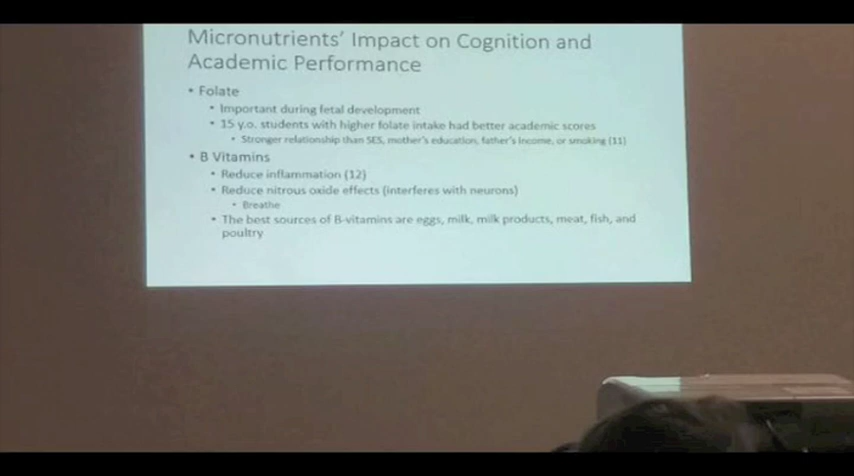 Micronutrients' Impact on Cognition and
Academic Performance
• Folate
• Important during fetal development
• 15 y.o. students with higher folate intake had better academic scores
• Stronger relationship than SES, mother's education, father's income, or smoking (11)
• B Vitamins
• Reduce inflammation (12)
• Reduce nitrous oxide effects (interferes with neurons)
• Breathe
• The best sources of B-vitamins are eggs, milk, milk products, meat, fish, and
poultry